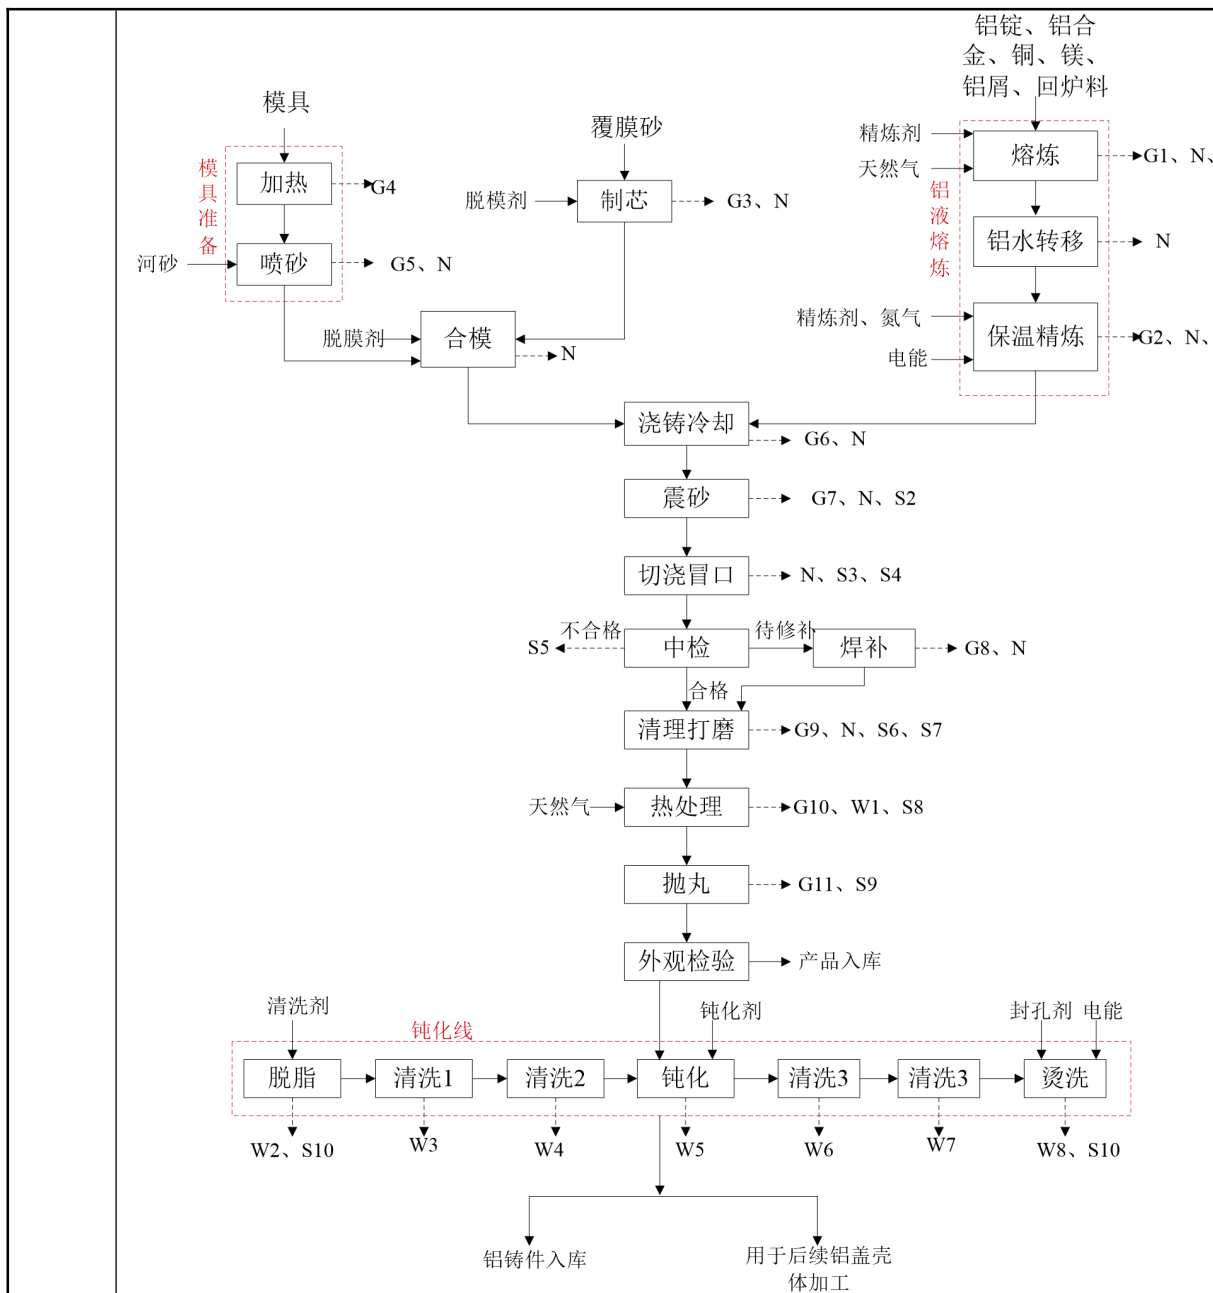 铝锭、铝合
金、铜、镁、
铝屑、回炉料
模具
覆膜砂
精炼剂
熔炼
G1、N、
天然气
模具准备
加热
G4
脱模剂
制芯
G3、N
铝液熔炼
铝水转移
N
河砂
喷砂
G5、N
精炼剂、氮气
保温精炼
G2、N、
电能
脱膜剂
合模
N
浇铸冷却
G6、N
震砂
G7、N、S2
切浇冒口
N、S3、S4
不合格
待修补
S5
中检
焊补
G8、N
合格
清理打磨
G9、N、S6、S7
天然气
热处理
G10、W1、S8
抛丸
G11、S9
外观检验
产品入库
清洗剂
钝化线
钝化剂
封孔剂
电能
脱脂
清洗1
清洗2
钝化
清洗3
清洗3
烫洗
W2、S10
W3
W4
W5
W6
W7
W8、S10
铝铸件入库
用于后续铝盖壳
体加工